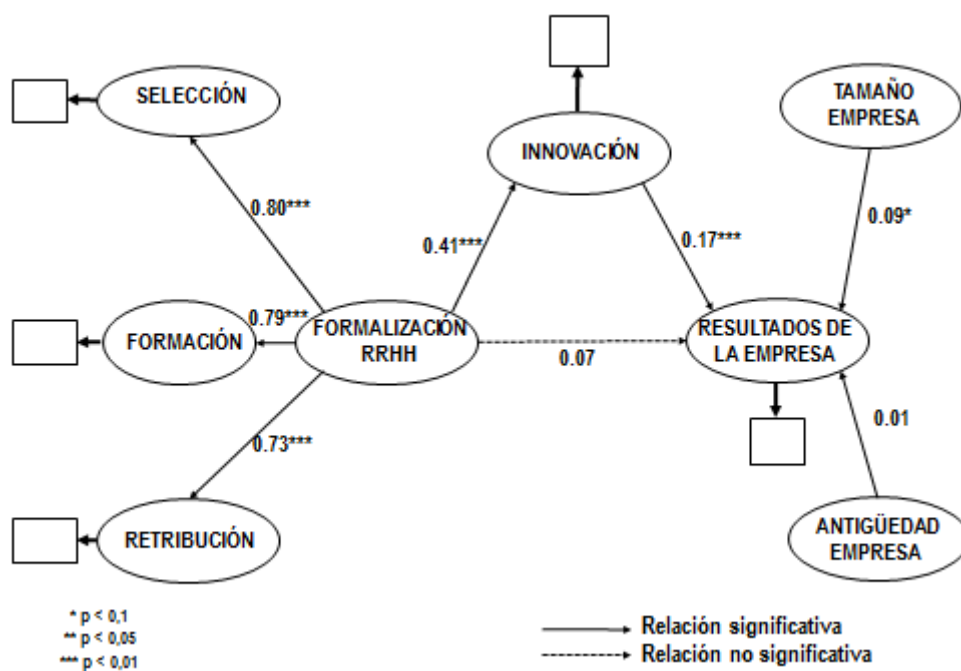 SELECCIÓN
INNOVACIÓN
TAMAÑO
EMPRESA
0.80***
0.41***
0.17***
0.09*
FORMACIÓN
0.79***
FORMALIZACIÓN
RRHH
0.07
RESULTADOS DE
LA EMPRESA
0.73***
0.01
RETRIBUCIÓN
ANTIGÜEDAD
EMPRESA
* p < 0,1
** p < 0,05
*** p < 0,01
Relación significativa
Relación no significativa